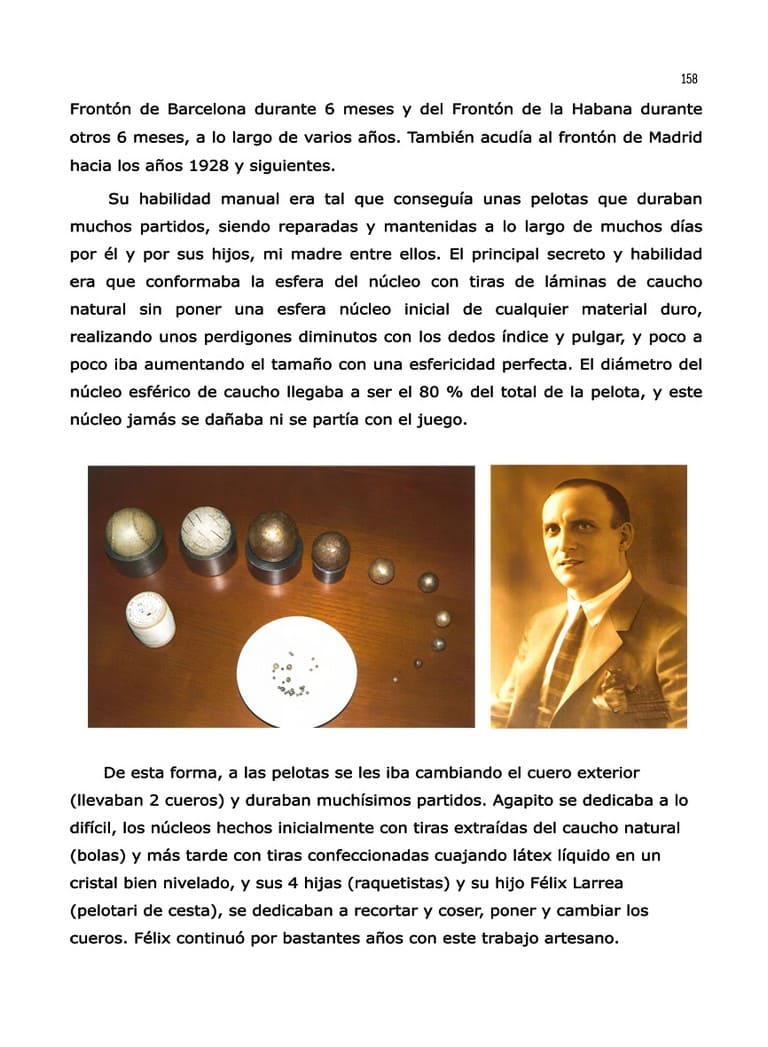 158
Frontón de Barcelona durante 6 meses y del Frontón de la Habana durante
otros 6 meses, a lo largo de varios años. También acudía al frontón de Madrid
hacia los años 1928 y siguientes.
Su habilidad manual era tal que conseguía unas pelotas que duraban
muchos partidos, siendo reparadas y mantenidas a lo largo de muchos días
por él y por sus hijos, mi madre entre ellos. El principal secreto y habilidad
era que conformaba la esfera del núcleo con tiras de láminas de caucho
natural sin poner una esfera núcleo inicial de cualquier material duro,
realizando unos perdigones diminutos con los dedos índice y pulgar, y poco a
poco iba aumentando el tamaño con una esfericidad perfecta. El diámetro del
núcleo esférico de caucho llegaba a ser el 80 % del total de la pelota, y este
núcleo jamás se dañaba ni se partía con el juego.
De esta forma, a las pelotas se les iba cambiando el cuero exterior
(llevaban 2 cueros) y duraban muchísimos partidos. Agapito se dedicaba a lo
difícil, los núcleos hechos inicialmente con tiras extraídas del caucho natural
(bolas) y más tarde con tiras confeccionadas cuajando látex líquido en un
cristal bien nivelado, y sus 4 hijas (raquetistas) y su hijo Félix Larrea
(pelotari de cesta), se dedicaban a recortar y coser, poner y cambiar los
cueros. Félix continuó por bastantes años con este trabajo artesano.